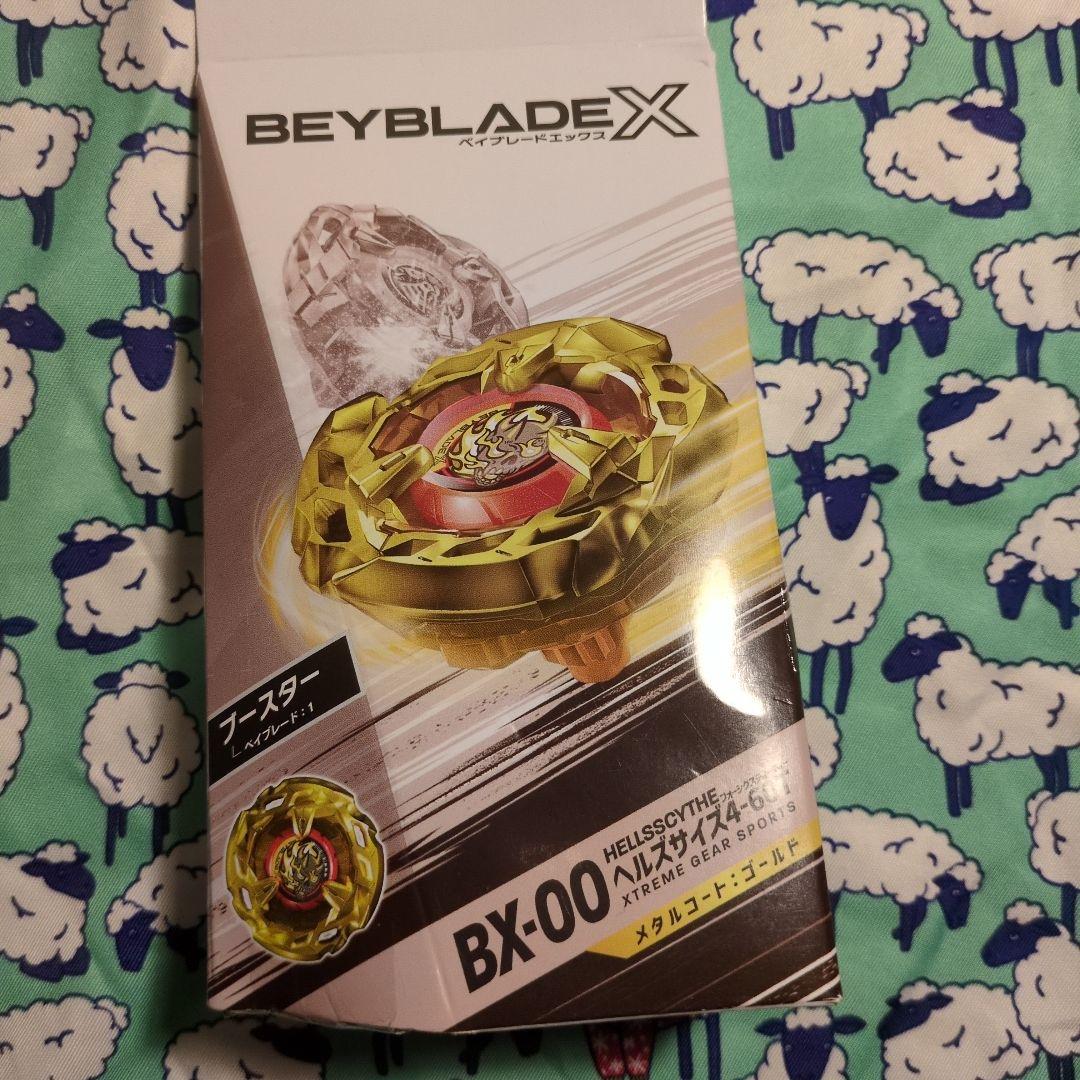 BEYBLADE X
ベイブレードエックス
ブースター
ベイブレード:1
HELLSSCYTHE
ヘルズサイズ4-60T
XTREME GEAR SPORTS
BX-00
メタルコート:ゴールド